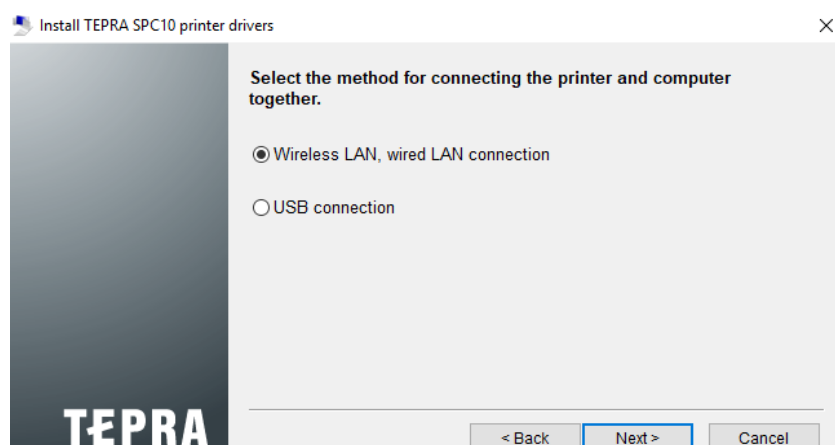 Install TEPRA SPC10 printer drivers
Select the method for connecting the printer and computer
together.
Wireless LAN, wired LAN connection
USB connection
TEPRA
< Back
Next >
Cancel